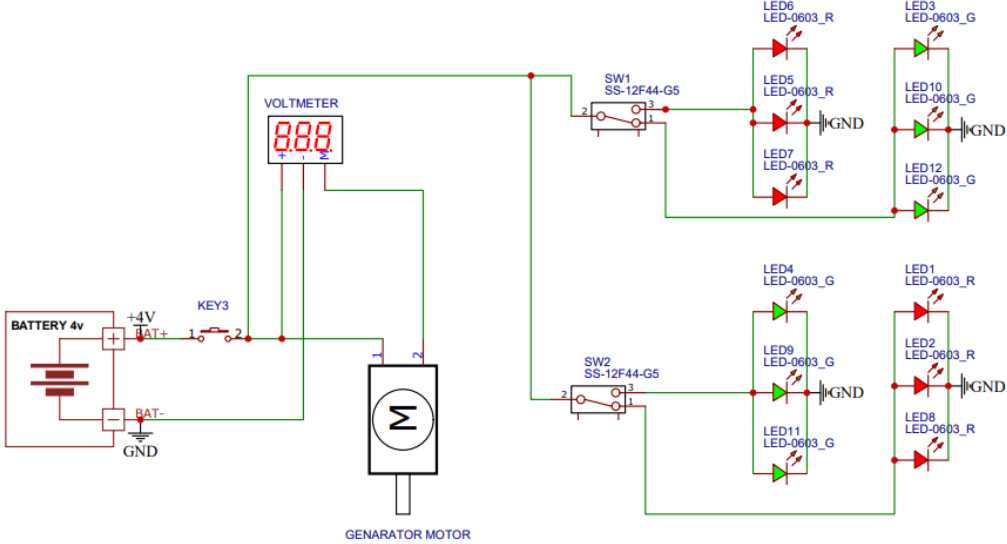 LED6
LED-0603_R
LED3
LED-0603_G
LED5
LED-0603_R
LED10
LED-0603_G
GND
GND
LED7
LED-0603_R
LED12
LED-0603_G
SW1
SS-12F44-G5
2
3
1
VOLTMETER
8.8.8.
+
-
M
LED4
LED-0603_G
LED1
LED-0603_R
LED9
LED-0603_G
LED2
LED-0603_R
GND
GND
LED11
LED-0603_G
LED8
LED-0603_R
SW2
SS-12F44-G5
2
3
1
BATTERY 4v
+4V
BAT+
KEY3
1
2
BAT-
GND
1
2
M
GENARATOR MOTOR